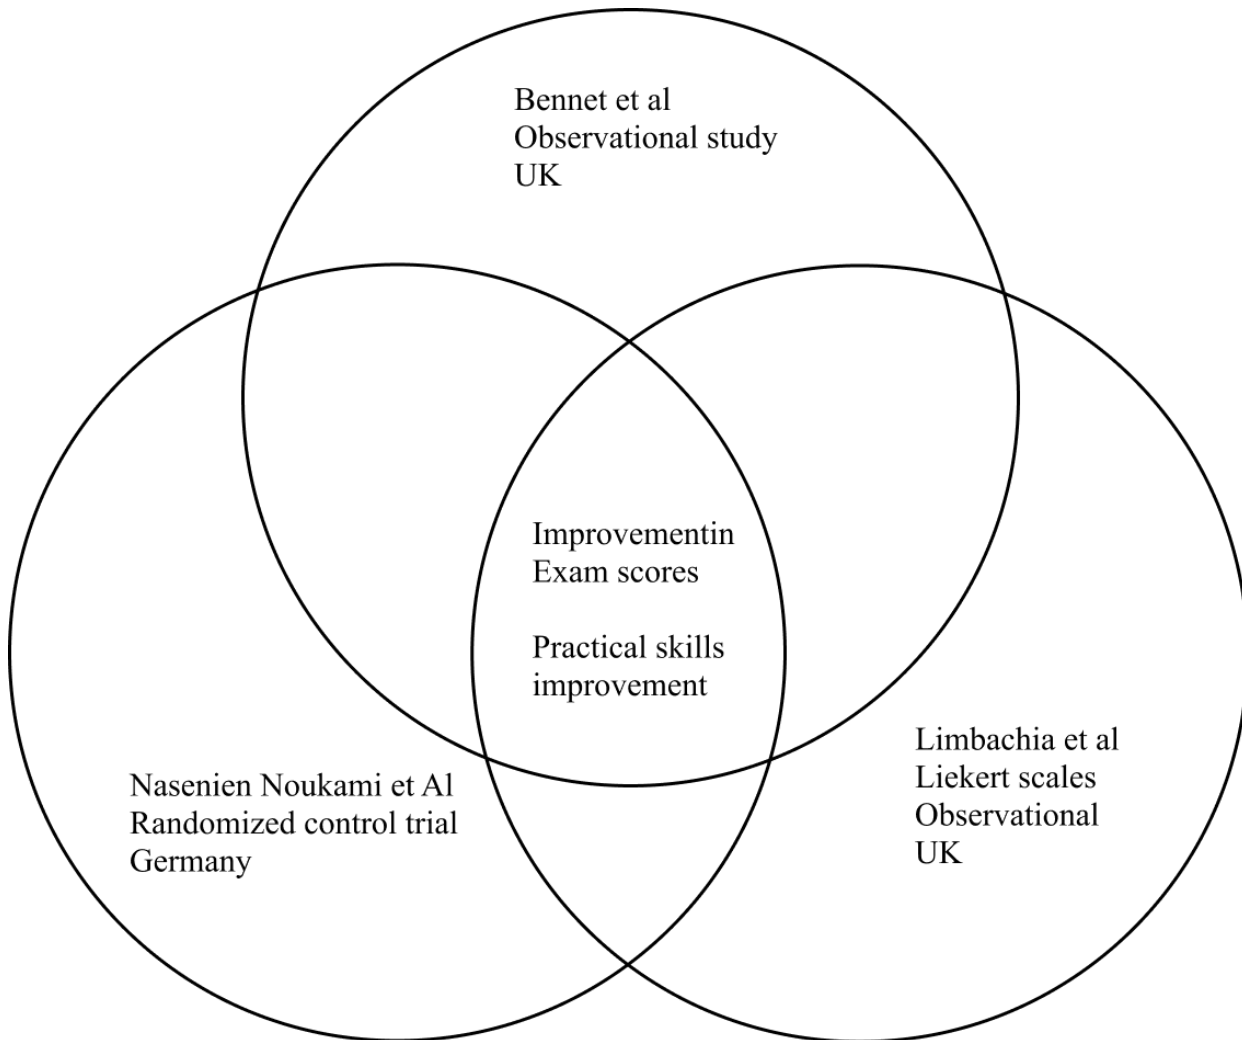 Bennet et al
Observational study
UK
Improvementin
Exam scores
Practical skills
improvement
Nasenien Noukami et Al
Randomized control trial
Germany
Limbachia et al
Liekert scales
Observational
UK